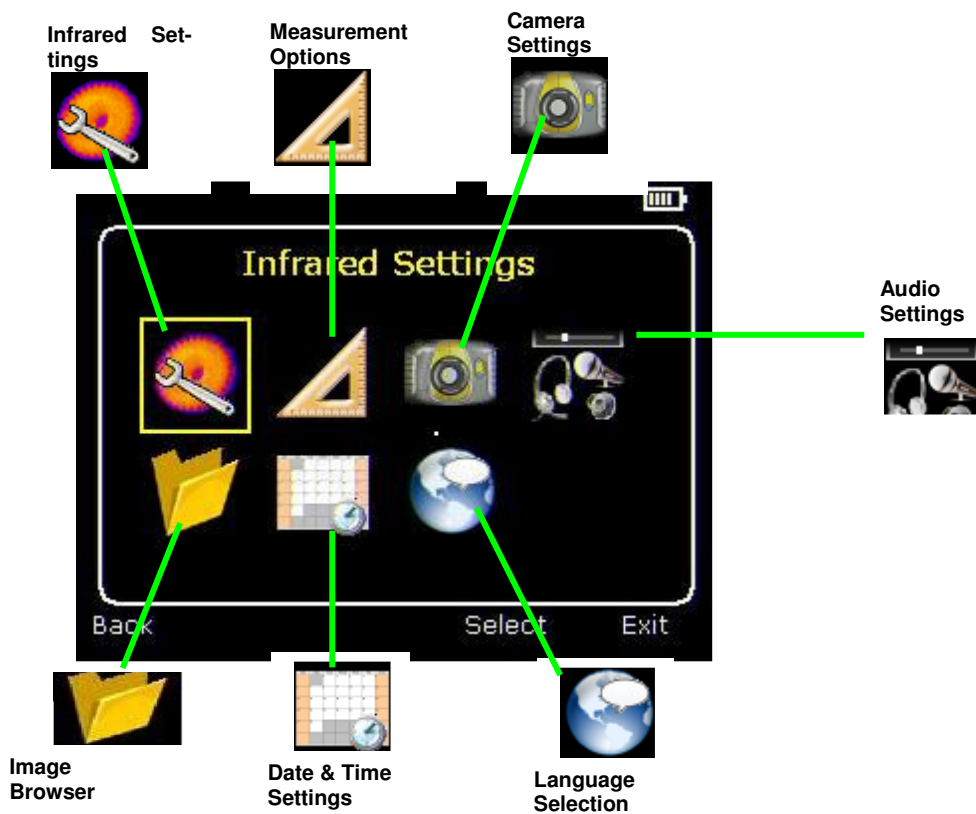 Infrared Set-
tings
Measurement
Options
Camera
Settings
Infrared Settings
Audio
Settings
Back
Select
Exit
Image
Browser
Date & Time
Settings
Language
Selection